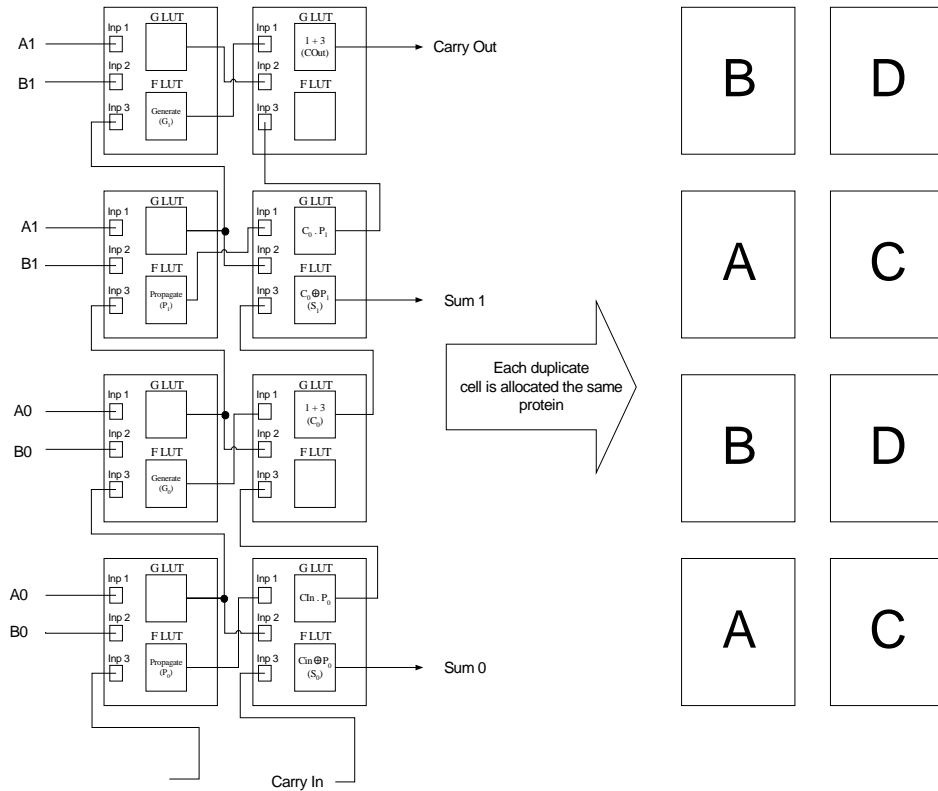 G LUT
G LUT
Inp 1
Inp 1
A1
1 + 3
(COut)
Carry Out
Inp 2
Inp 2
B1
F LUT
F LUT
Inp 3
Inp 3
Generate
(G₁)
B
D
G LUT
G LUT
Inp 1
Inp 1
A1
C₀ . P₁
Inp 2
Inp 2
B1
F LUT
F LUT
Inp 3
Inp 3
Propagate
(P₁)
C₀⊕P₁
(S₁)
Sum 1
A
C
Each duplicate
cell is allocated the same
protein
G LUT
G LUT
Inp 1
Inp 1
A0
1 + 3
(C₀)
Inp 2
Inp 2
B0
F LUT
F LUT
Inp 3
Inp 3
Generate
(G₀)
B
D
G LUT
G LUT
Inp 1
Inp 1
A0
CIn . P₀
Inp 2
Inp 2
B0
F LUT
F LUT
Inp 3
Inp 3
Propagate
(P₀)
Cin⊕P₀
(S₀)
Sum 0
A
C
Carry In